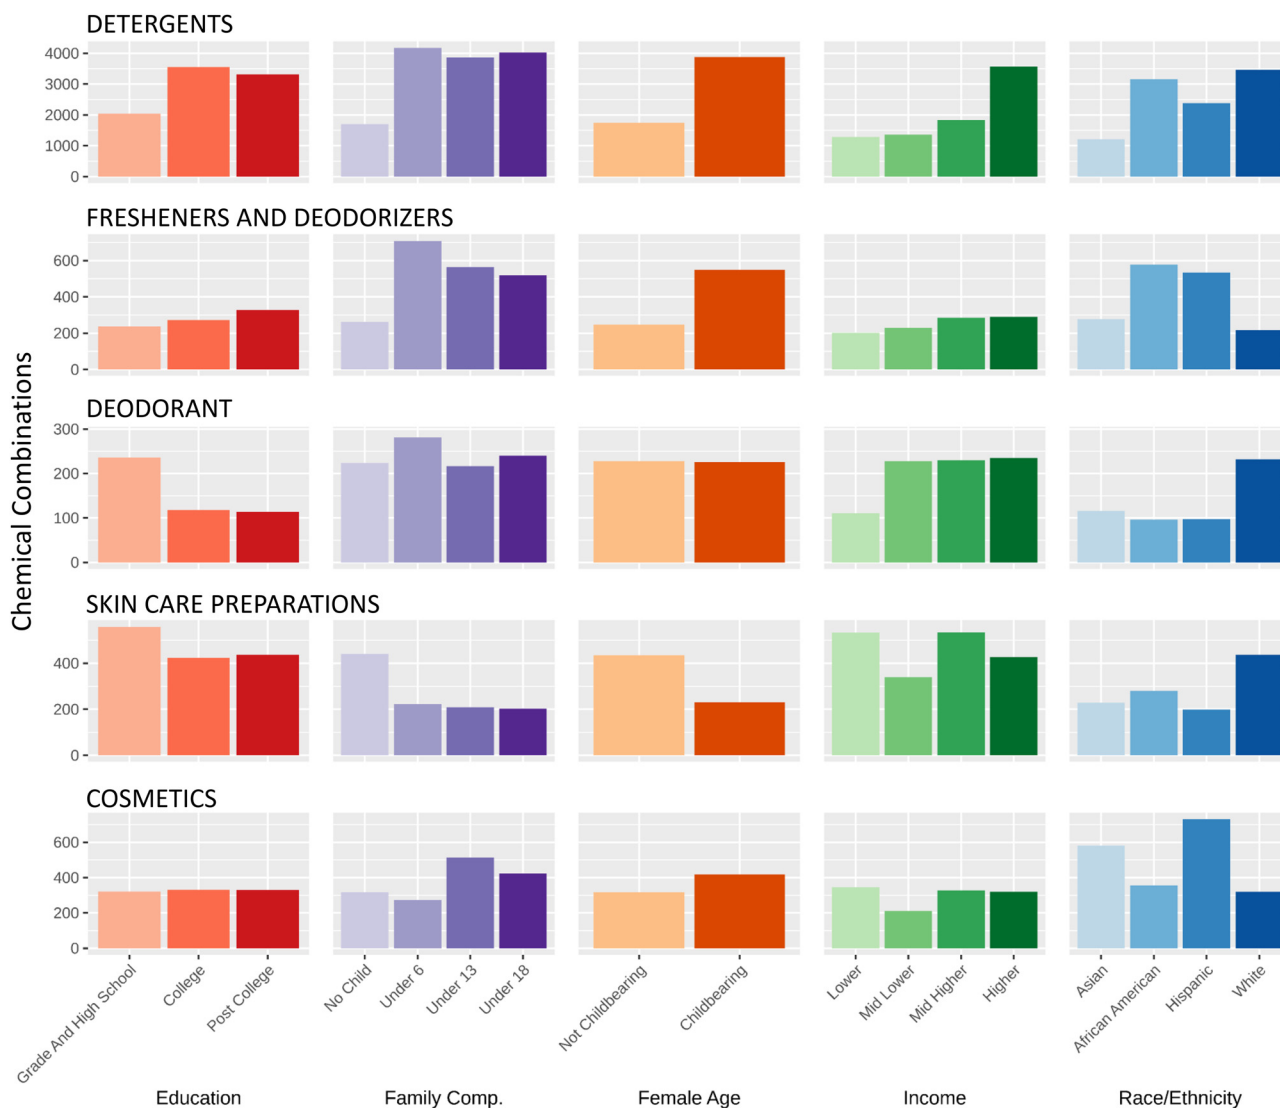 DETERGENTS
4000
3000
2000
1000
0
FRESHENERS AND DEODORIZERS
600
400
200
0
DEODORANT
300
200
100
0
SKIN CARE PREPARATIONS
400
200
0
COSMETICS
600
400
200
0
Chemical Combinations
Grade And High School
College
Post College
No Child
Under 6
Under 13
Under 18
Not Childbearing
Childbearing
Lower
Mid Lower
Mid Higher
Higher
Asian
African American
Hispanic
White
Education
Family Comp.
Female Age
Income
Race/Ethnicity